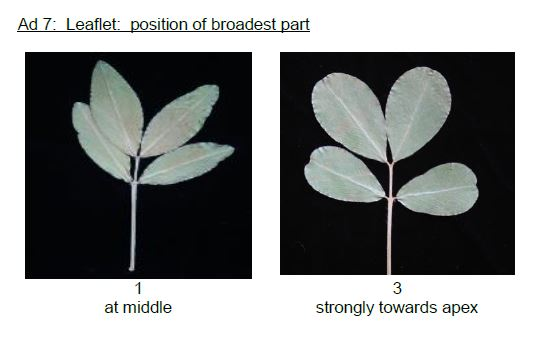 Ad 7: Leaflet: position of broadest part
1
at middle
3
strongly towards apex